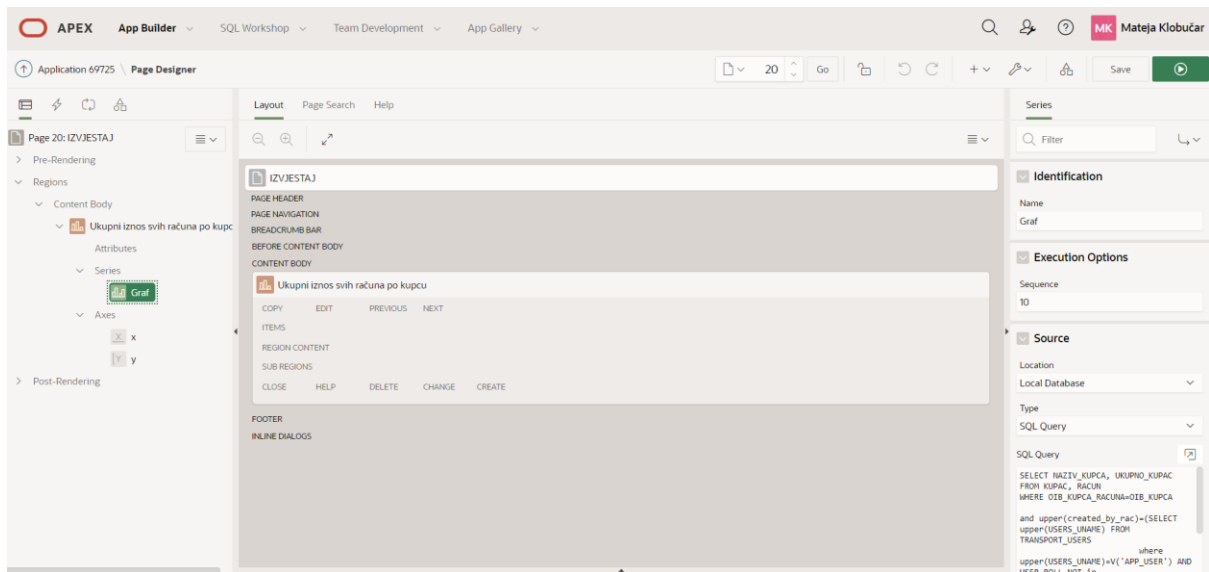 APEX App Builder SQL Workshop Team Development App Gallery MK Mateja Klobučar
Application 69725 \ Page Designer 20 Go Save
Layout Page Search Help Series
Page 20: IZVJESTAJ
Filter
Pre-Rendering
Regions
Content Body
Ukupni iznos svih računa po kupc
Attributes
Series
Graf
Axes
x
y
Post-Rendering
IZVJESTAJ
PAGE HEADER
PAGE NAVIGATION
BREADCRUMB BAR
BEFORE CONTENT BODY
CONTENT BODY
Ukupni iznos svih računa po kupcu
COPY EDIT PREVIOUS NEXT
ITEMS
REGION CONTENT
SUB REGIONS
CLOSE HELP DELETE CHANGE CREATE
FOOTER
INLINE DIALOGS
Identification
Name
Graf
Execution Options
Sequence
10
Source
Location
Local Database
Type
SQL Query
SQL Query
SELECT NAZIV_KUPCA, UKUPNO_KUPAC
FROM KUPAC, RACUN
WHERE OIB_KUPCA_RACUNA=OIB_KUPCA
and upper(created_by_rac)=(SELECT
upper(USERS_UNAME) FROM
TRANSPORT_USERS
where
upper(USERS_UNAME)=V('APP_USER') AND
USER_ROLL NOT in